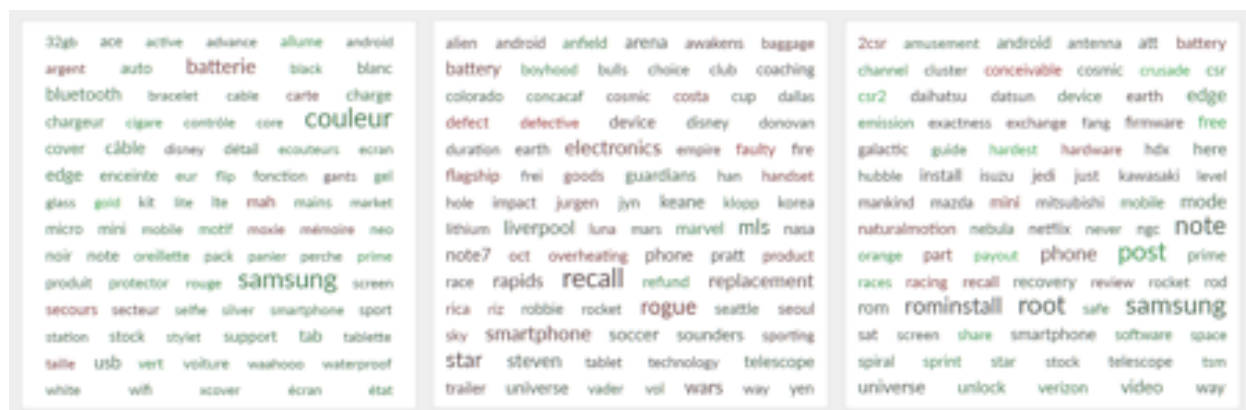 32gb ace active advance allume android
argent auto batterie black blanc
bluetooth bracelet cable carte charge
chargeur cigare contrôle core couleur
cover câble disney détail ecouteurs ecran
edge enceinte eur flip fonction gants gel
glass gold kit lite lte mah mains market
micro mini mobile motif moxie mémoire neo
noir note oreillette pack panier perche prime
produit protector rouge samsung screen
secours secteur selfie silver smartphone sport
station stock stylet support tab tablette
taille usb vert voiture waahooo waterproof
white wifi xcover écran état
alien android anfield arena awakens baggage
battery boyhood bulls choice club coaching
colorado concacaf cosmic costa cup dallas
defect defective device disney donovan
duration earth electronics empire faulty fire
flagship frei goods guardians han handset
hole impact jurgen jyn keane klopp korea
lithium liverpool luna mars marvel mls nasa
note7 oct overheating phone pratt product
race rapids recall refund replacement
rica riz robbie rocket rogue seattle seoul
sky smartphone soccer sounders sporting
star steven tablet technology telescope
trailer universe vader vol wars way yen
2csr amusement android antenna att battery
channel cluster conceivable cosmic crusade csr
csr2 daihatsu datsun device earth edge
emission exactness exchange fang firmware free
galactic guide hardest hardware hdx here
hubble install isuzu jedi just kawasaki level
mankind mazda mini mitsubishi mobile mode
naturalmotion nebula netflix never ngc note
orange part payout phone post prime
races racing recall recovery review rocket rod
rom rominstall root safe samsung
sat screen share smartphone software space
spiral sprint star stock telescope tsm
universe unlock verizon video way